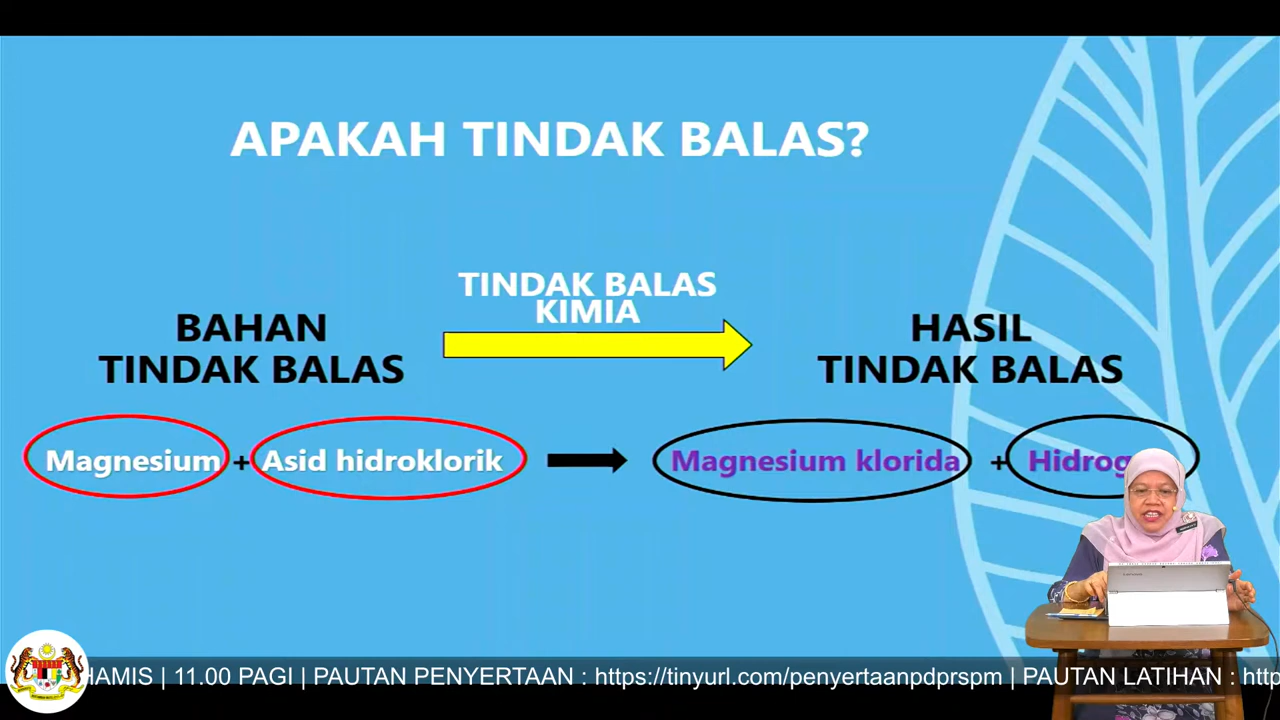 APAKAH TINDAK BALAS?
TINDAK BALAS
KIMIA
BAHAN
TINDAK BALAS
HASIL
TINDAK BALAS
Magnesium + Asid hidroklorik
Magnesium klorida + Hidrog
HAMIS | 11.00 PAGI | PAUTAN PENYERTAAN : https://tinyurl.com/penyertaanpdprspm | PAUTAN LATIHAN : http